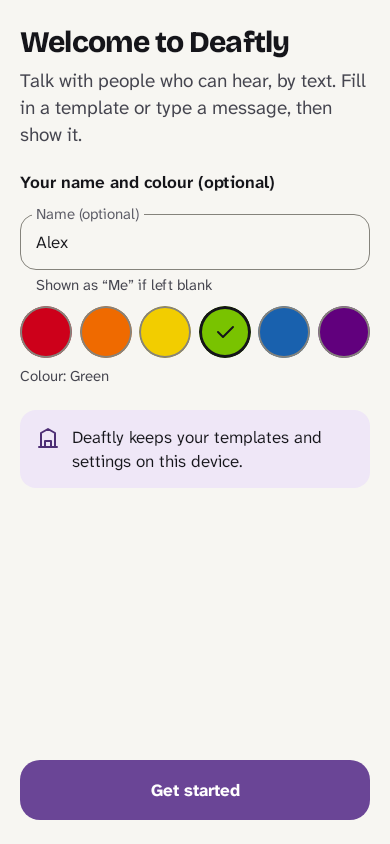 Welcome to Deaftly
Talk with people who can hear, by text. Fill
in a template or type a message, then
show it.
Your name and colour (optional)
Name (optional)
Alex
Shown as “Me” if left blank
Colour: Green
Deaftly keeps your templates and
settings on this device.
Get started